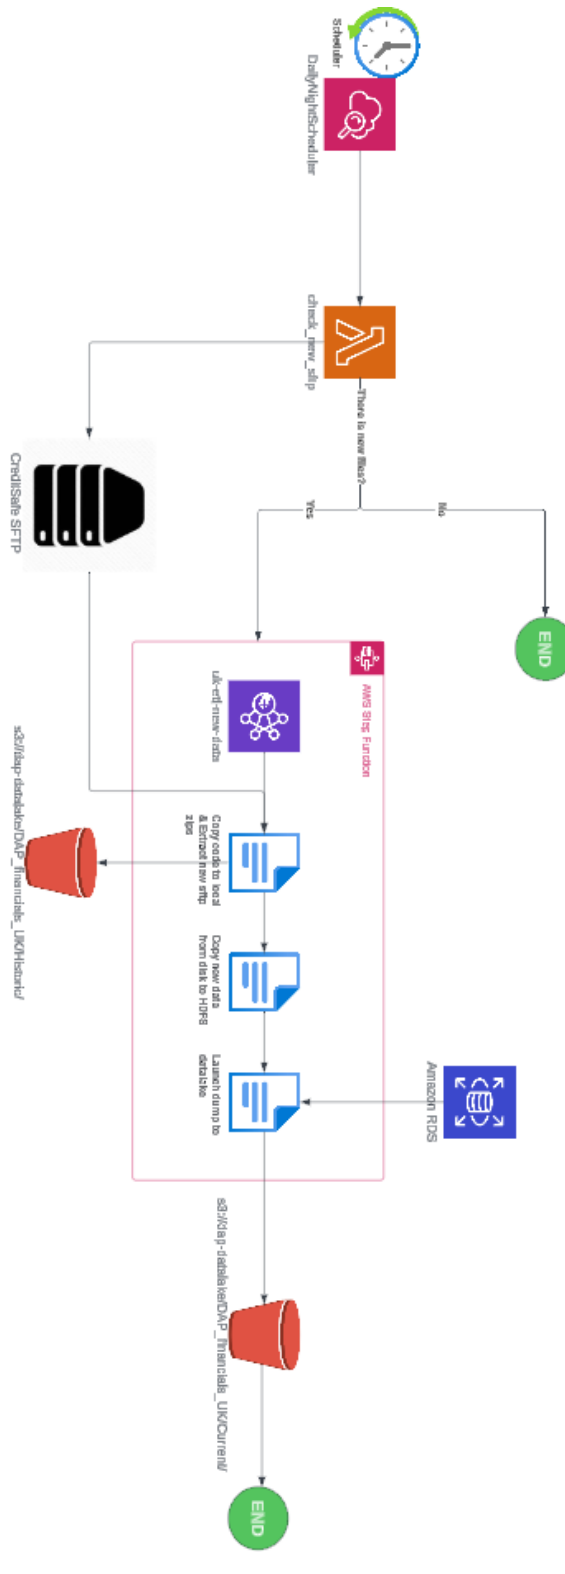 Scheduler
DailyNightScheduler
check_new_sftp
There is new files?
No
Yes
END
CreditSafe SFTP
AWS Step Function
uk-etl-new-data
Copy code to local
& Extract new sftp
zips
s3://dap-datalake/DAP_financials_UK/Historic/
Copy new data
from disk to HDFS
Launch dump to
datalake
Amazon RDS
s3://dap-datalake/DAP_financials_UK/Current/
END